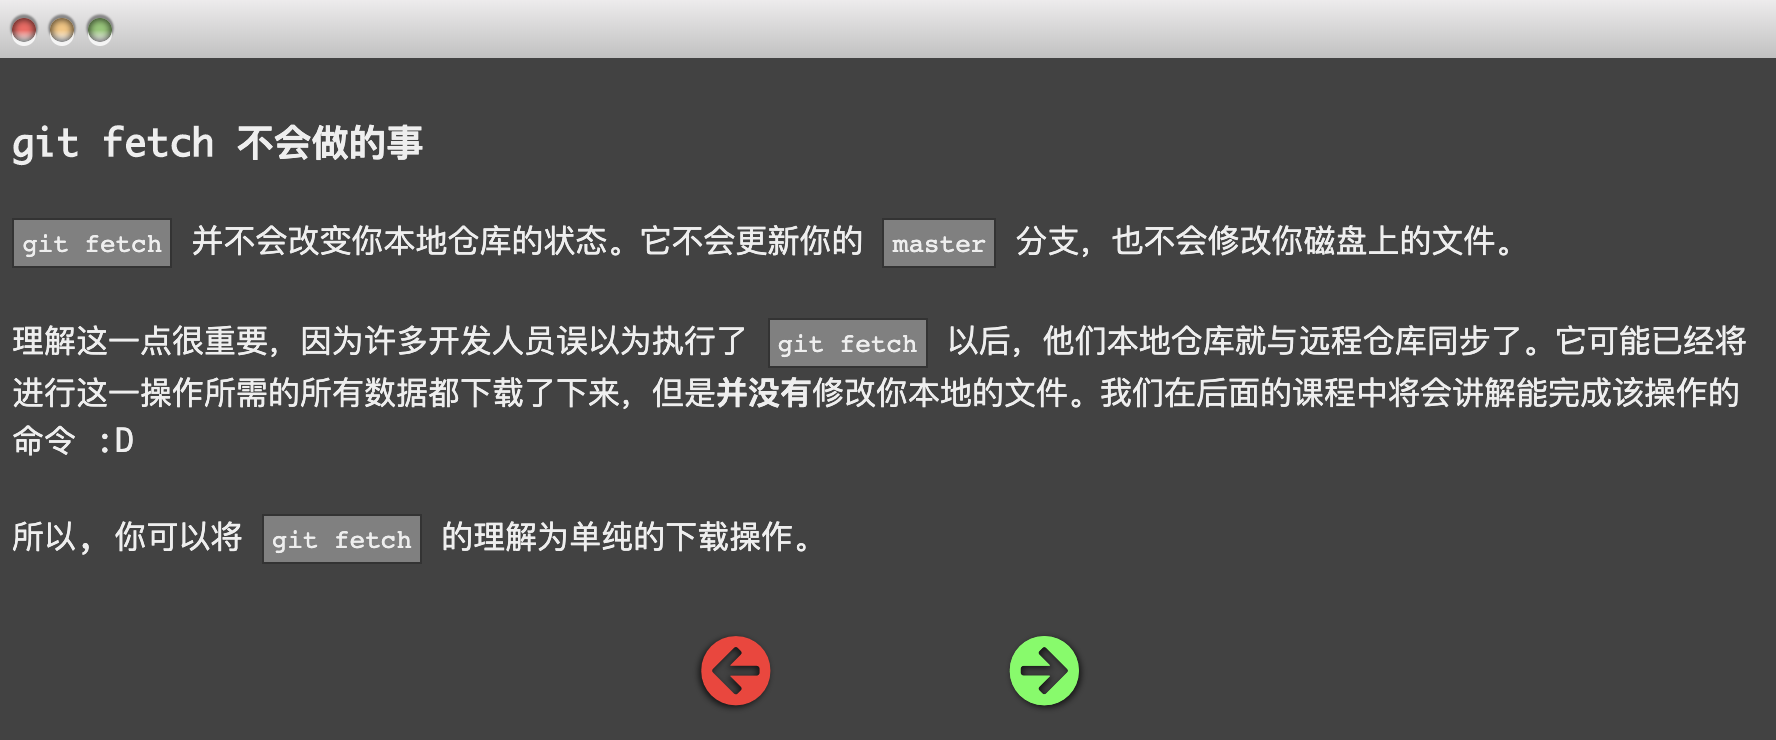 git fetch 不会做的事
git fetch 并不会改变你本地仓库的状态。它不会更新你的 master 分支，也不会修改你磁盘上的文件。
理解这一点很重要，因为许多开发人员误以为执行了 git fetch 以后，他们本地仓库就与远程仓库同步了。它可能已经将
进行这一操作所需的所有数据都下载了下来，但是并没有修改你本地的文件。我们在后面的课程中将会讲解能完成该操作的
命令 :D
所以, 你可以将 git fetch 的理解为单纯的下载操作。